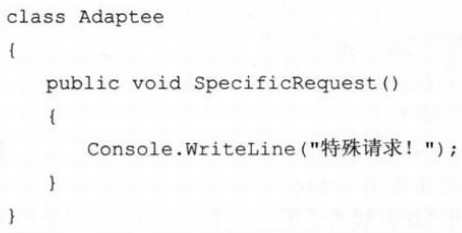 class Adaptee
{
public void SpecificRequest()
{
Console.WriteLine("特殊请求！");
}
}